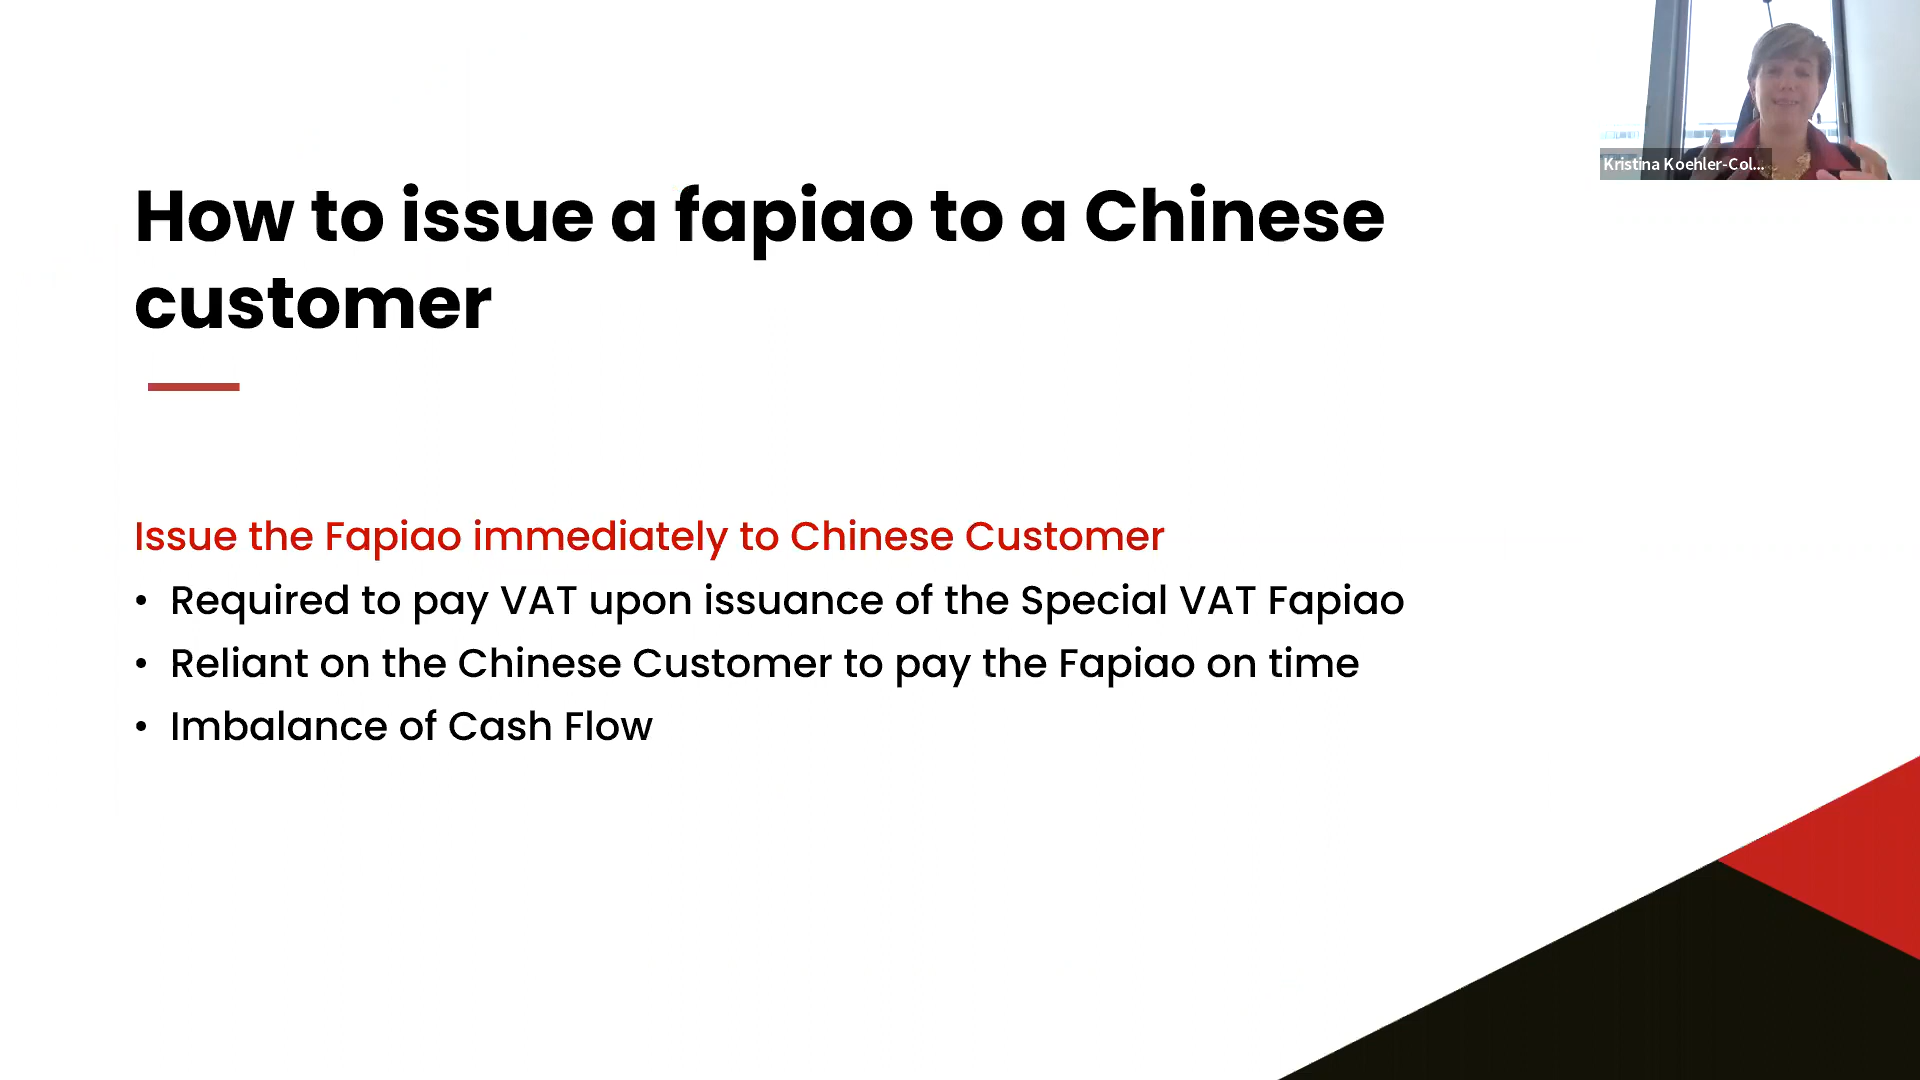 Kristina Koehler-Col...
How to issue a fapiao to a Chinese
customer
Issue the Fapiao immediately to Chinese Customer
• Required to pay VAT upon issuance of the Special VAT Fapiao
• Reliant on the Chinese Customer to pay the Fapiao on time
• Imbalance of Cash Flow